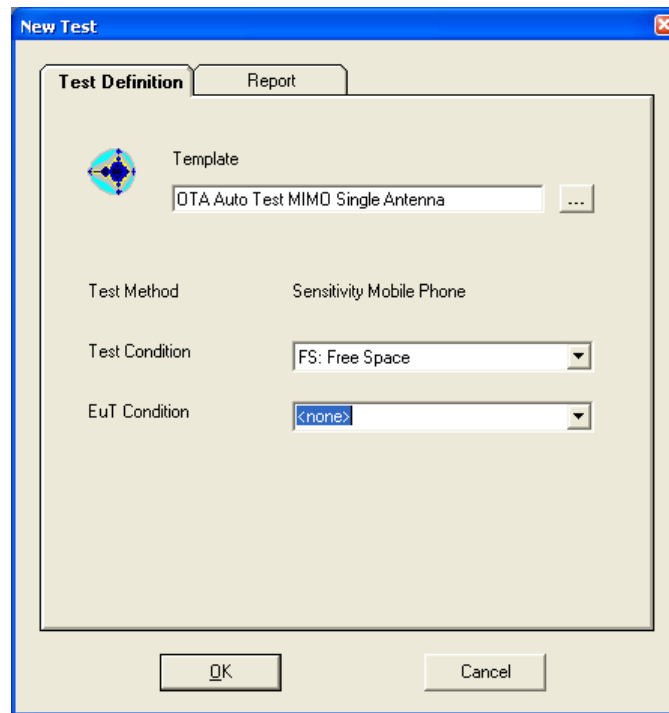 New Test
Test Definition
Report
Template
OTA Auto Test MIMO Single Antenna
...
Test Method
Sensitivity Mobile Phone
Test Condition
FS: Free Space
EuT Condition
<none>
OK
Cancel